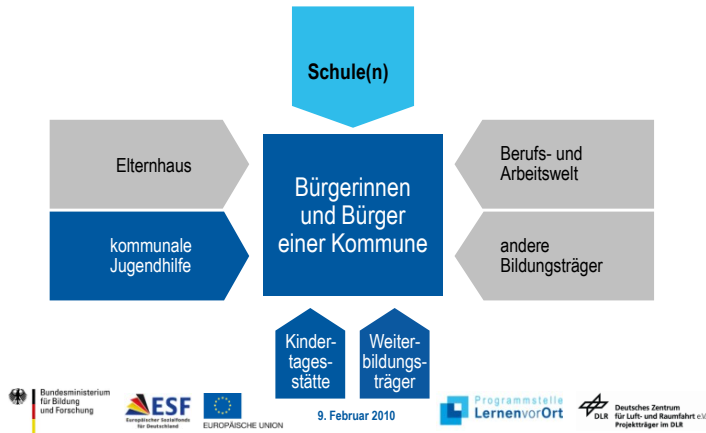 Schule(n)
Elternhaus
Bürgerinnen
und Bürger
einer Kommune
Berufs- und
Arbeitswelt
kommunale
Jugendhilfe
andere
Bildungsträger
Kinder-
tages-
stätte
Weiter-
bildungs-
träger
Bundesministerium
für Bildung
und Forschung
ESF
Europäischer Sozialfonds
für Deutschland
EUROPÄISCHE UNION
9. Februar 2010
Programmstelle
LernenvorOrt
DLR
Deutsches Zentrum
für Luft- und Raumfahrt e.V.
Projektträger im DLR